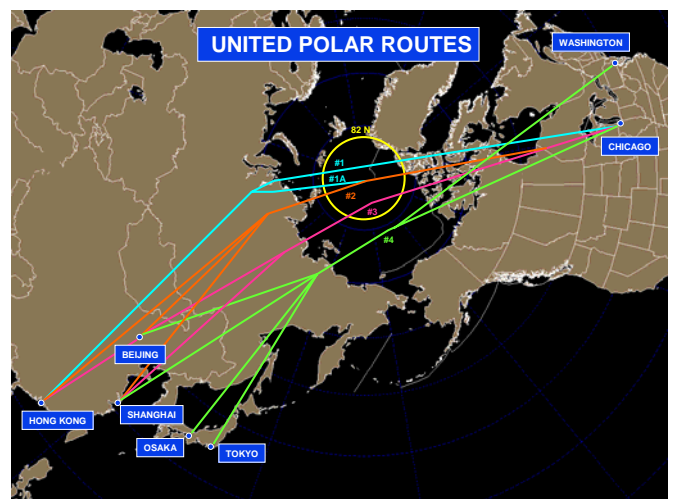 UNITED POLAR ROUTES
WASHINGTON
82 N
CHICAGO
#1
#1A
#2
#3
#4
BEIJING
HONG KONG
SHANGHAI
OSAKA
TOKYO